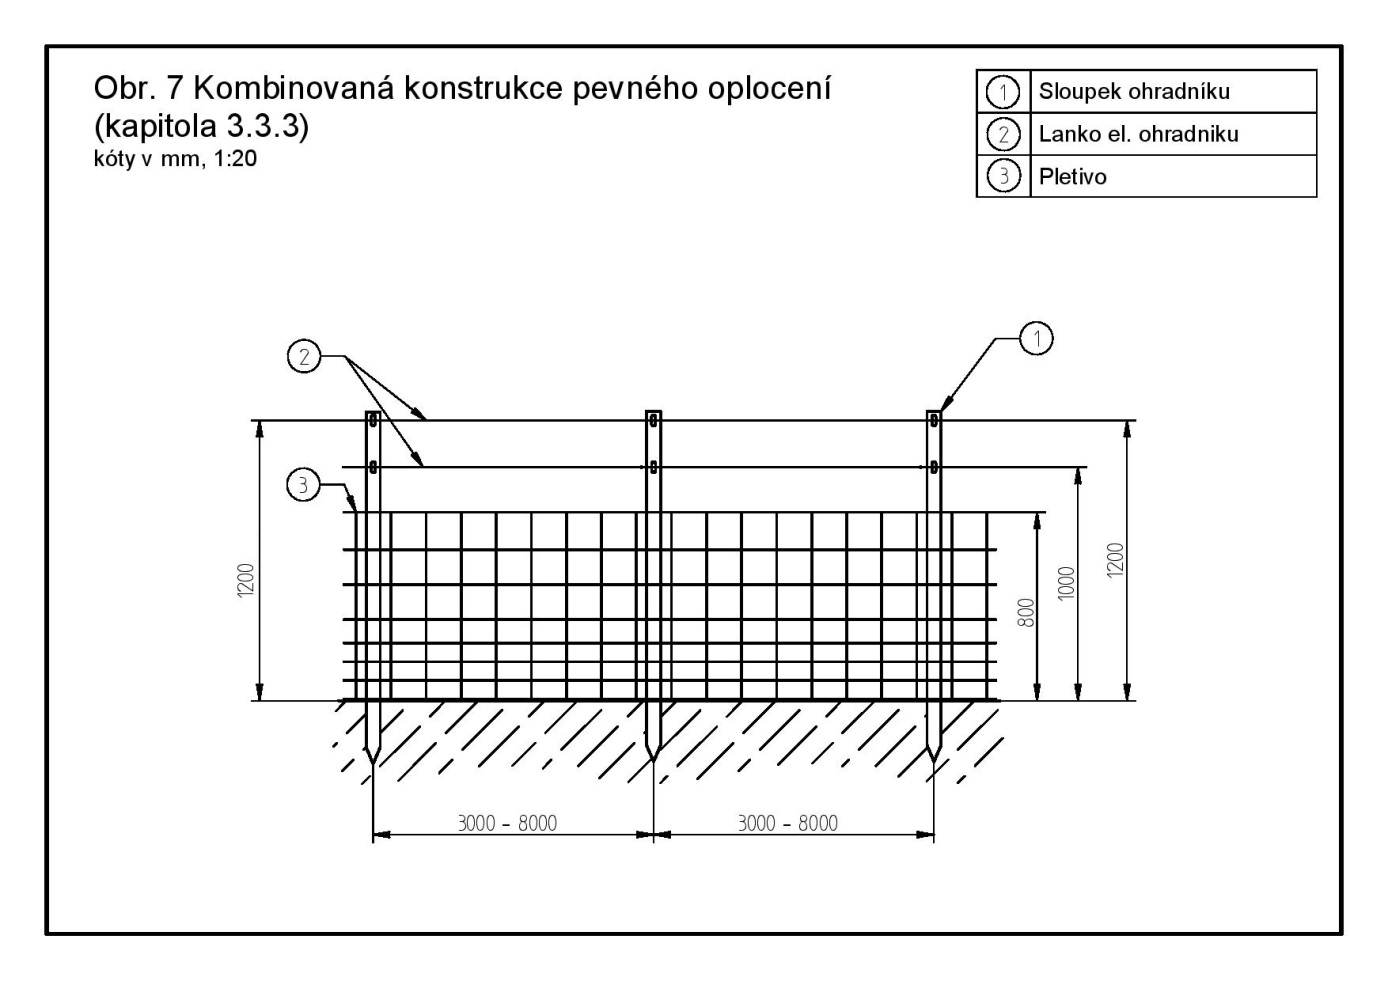 Obr. 7 Kombinovaná konstrukce pevného oplocení
(kapitola 3.3.3)
kóty v mm, 1:20
1 Sloupek ohradníku
2 Lanko el. ohradniku
3 Pletivo
1
2
3
1200
800
1000
1200
3000 - 8000
3000 - 8000